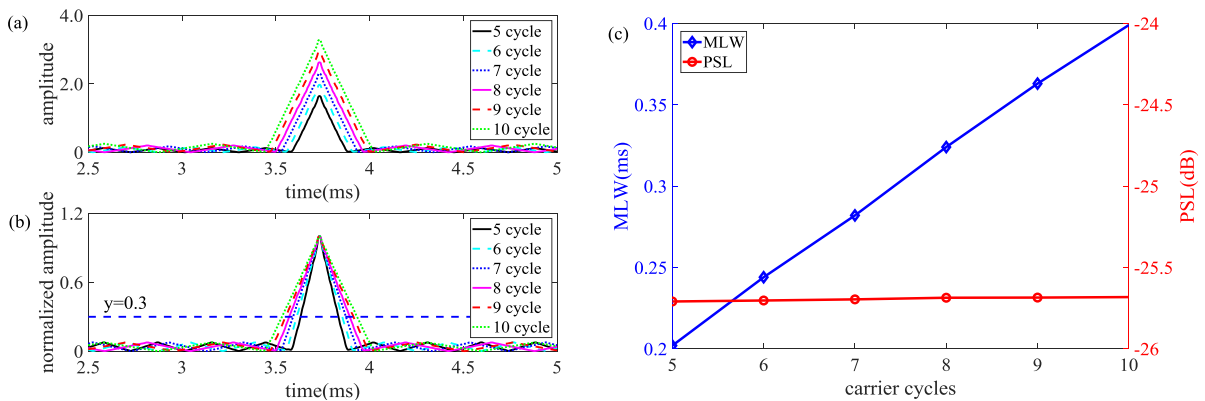 (a)
4.0
2.0
0
amplitude
5 cycle
6 cycle
7 cycle
8 cycle
9 cycle
10 cycle
2.5 3 3.5 4 4.5 5
time(ms)
(b)
1.2
0.6
0
normalized amplitude
y=0.3
5 cycle
6 cycle
7 cycle
8 cycle
9 cycle
10 cycle
2.5 3 3.5 4 4.5 5
time(ms)
(c)
0.4
0.35
0.3
0.25
0.2
MLW(ms)
MLW
PSL
-24
-24.5
-25
-25.5
-26
PSL(dB)
5 6 7 8 9 10
carrier cycles